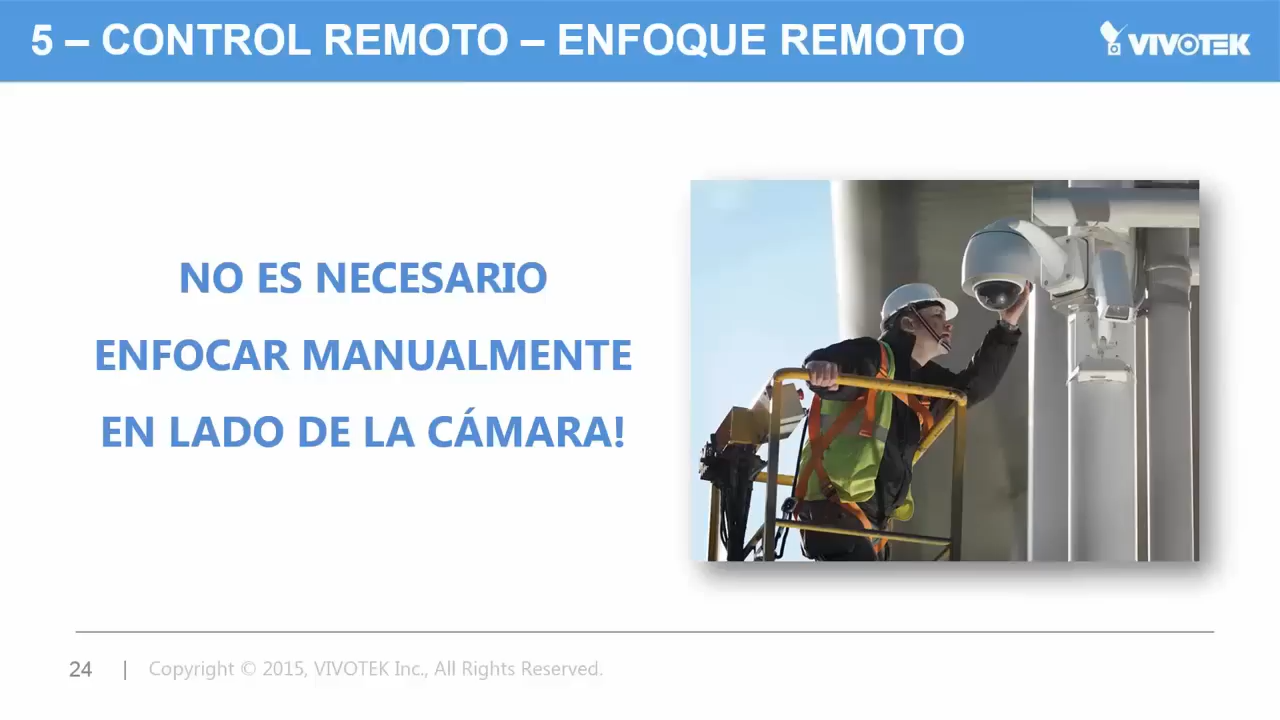 5 – CONTROL REMOTO – ENFOQUE REMOTO
VIVOTEK
NO ES NECESARIO
ENFOCAR MANUALMENTE
EN LADO DE LA CÁMARA!
24 | Copyright © 2015, VIVOTEK Inc., All Rights Reserved.